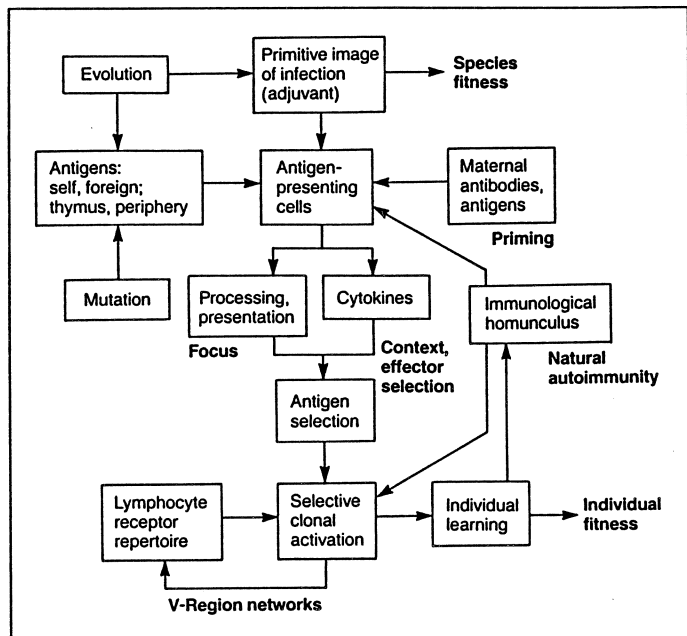 Evolution
Primitive image
of infection
(adjuvant)
Species
fitness
Antigens:
self, foreign;
thymus, periphery
Antigen-
presenting
cells
Maternal
antibodies,
antigens
Priming
Mutation
Processing,
presentation
Cytokines
Immunological
homunculus
Focus
Context,
effector
selection
Natural
autoimmunity
Antigen
selection
Lymphocyte
receptor
repertoire
Selective
clonal
activation
Individual
learning
Individual
fitness
V-Region networks